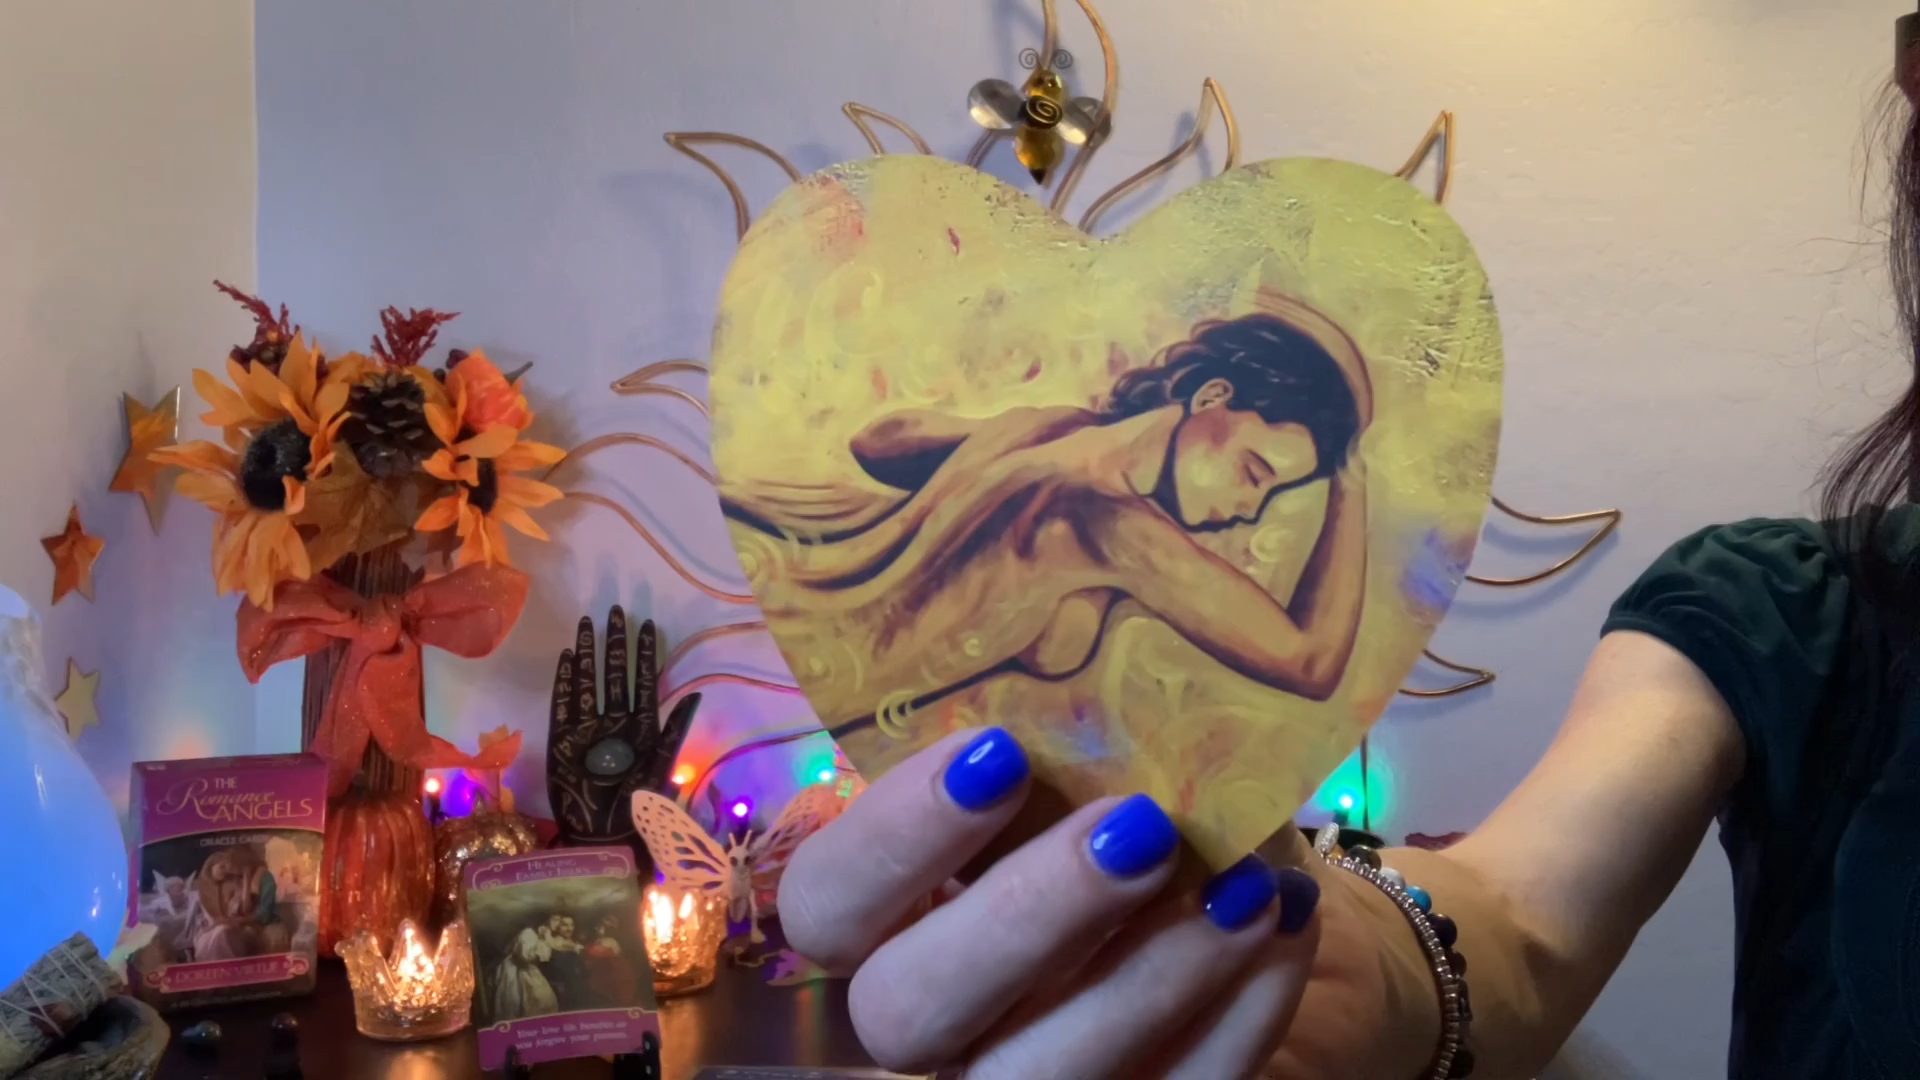 THE
Romance
ANGELS
ORACLE CARDS
DOREEN VIRTUE
HEALING
FAMILY ISSUES
Your love life benefits as
you forgive your parents.